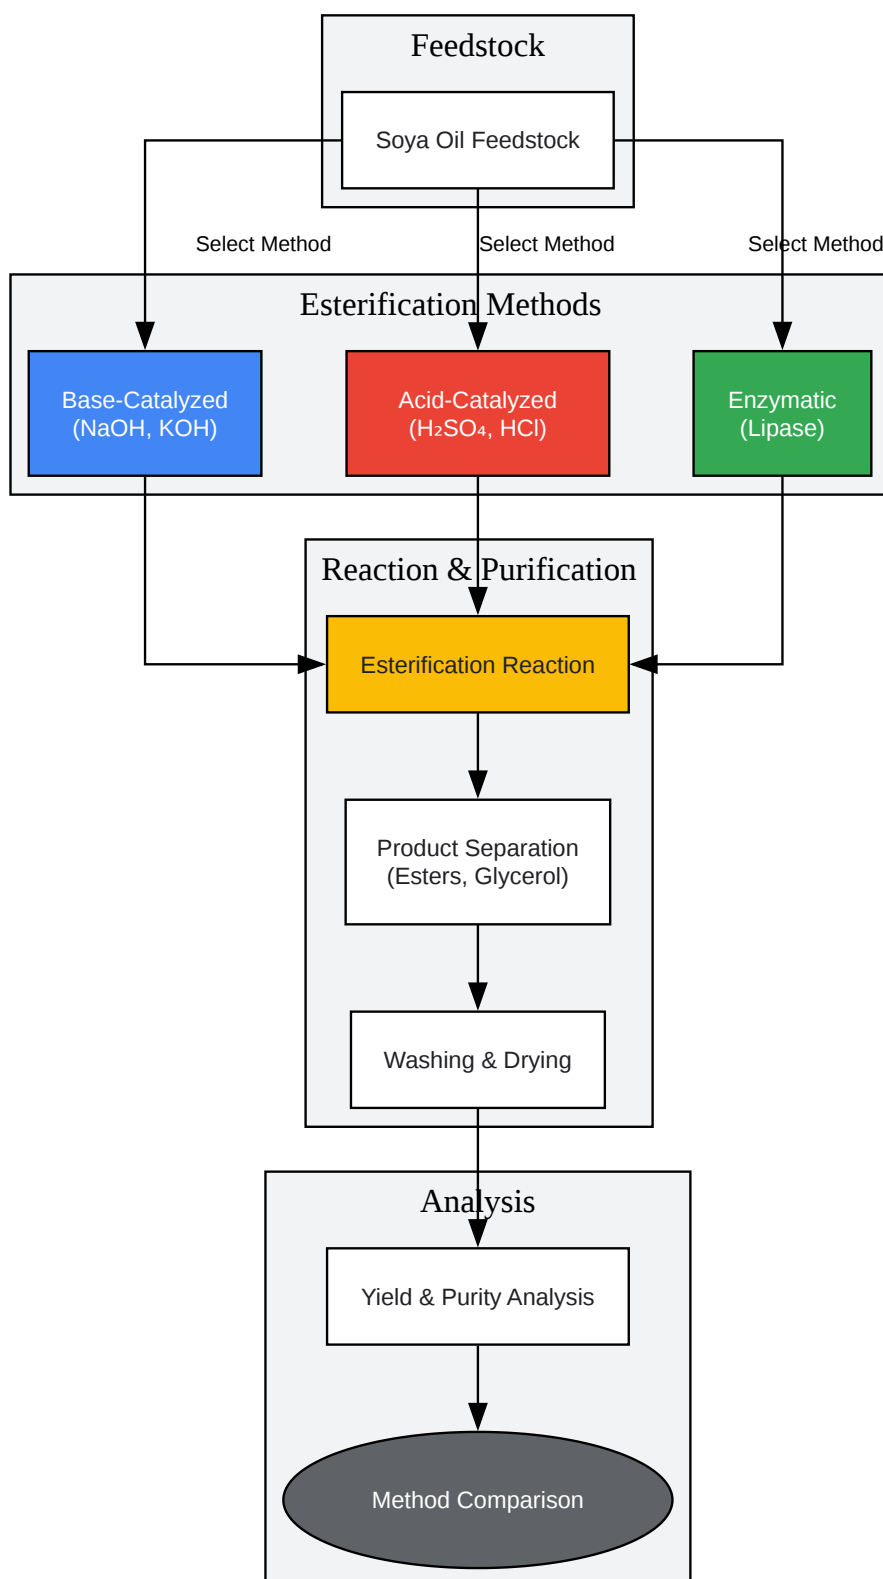 Feedstock
Soya Oil Feedstock
Select Method
Select Method
Select Method
Esterification Methods
Base-Catalyzed
(NaOH, KOH)
Acid-Catalyzed
(H₂SO₄, HCl)
Enzymatic
(Lipase)
Reaction & Purification
Esterification Reaction
Product Separation
(Esters, Glycerol)
Washing & Drying
Analysis
Yield & Purity Analysis
Method Comparison